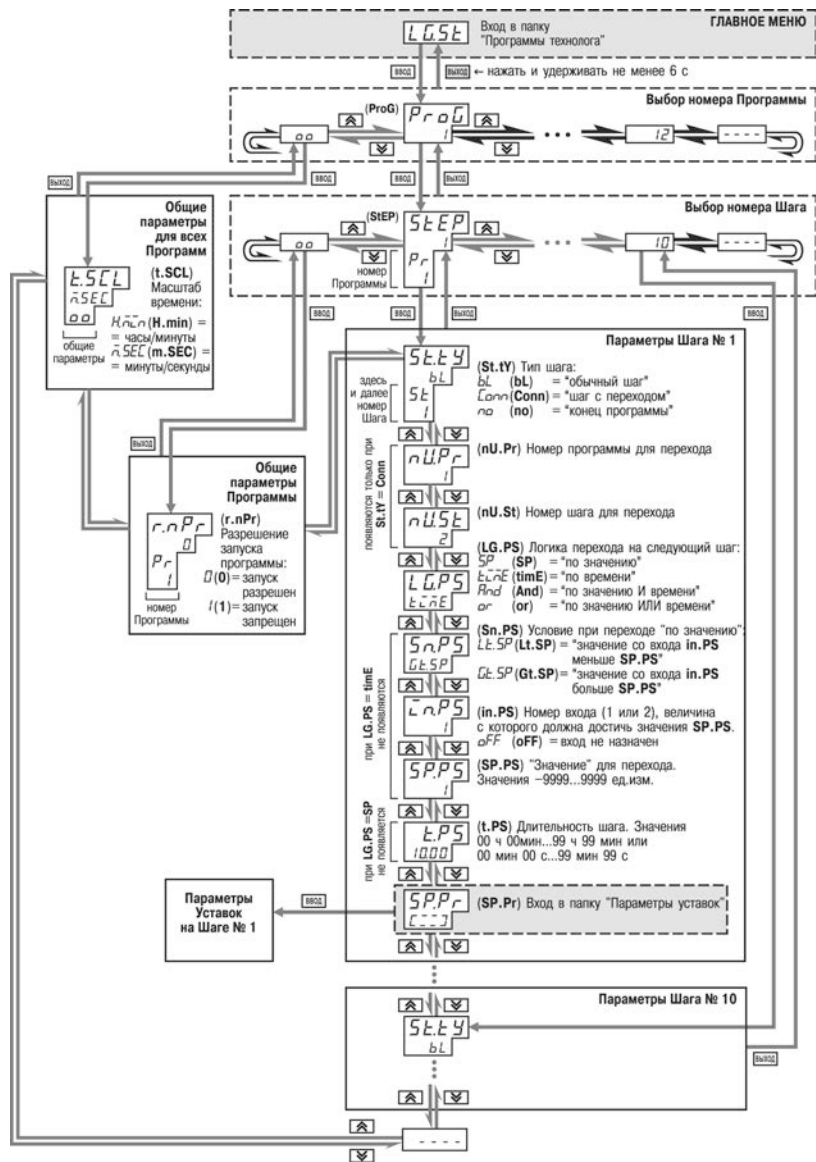 ГЛАВНОЕ МЕНЮ
LG.St
Вход в папку
"Программы технолога"
ввод
выход ← нажать и удерживать не менее 6 с
Выбор номера Программы
(ProG)
ProG
1
oo
• • •
12
- - - -
выход
ввод
ввод
выход
Выбор номера Шага
(StEP)
StEP
1
Pr
1
номер
Программы
oo
• • •
10
- - - -
Общие
параметры
для всех
Программ
t.SCL
m.SEC
oo
общие
параметры
(t.SCL)
Масштаб
времени:
H.min (H.min) =
= часы/минуты
m.SEC (m.SEC) =
= минуты/секунды
выход
ввод
ввод
выход
ввод
Общие
параметры
Программы
r.nPr
0
Pr
1
номер
Программы
(r.nPr)
Разрешение
запуска
программы:
0 (0) = запуск
разрешен
1 (1) = запуск
запрещен
Параметры Шага № 1
St.tY
bL
St
1
здесь
и далее
номер
Шага
(St.tY) Тип шага:
bL (bL) = "обычный шаг"
Conn (Conn) = "шаг с переходом"
no (no) = "конец программы"
появляются только при
St.tY = Conn
nU.Pr
1
(nU.Pr) Номер программы для перехода
nU.St
2
(nU.St) Номер шага для перехода
LG.PS
timE
(LG.PS) Логика перехода на следующий шаг:
SP (SP) = "по значению"
timE (timE) = "по времени"
And (And) = "по значению И времени"
or (or) = "по значению ИЛИ времени"
при LG.PS = timE
не появляются
Sn.PS
Gt.SP
(Sn.PS) Условие при переходе "по значению":
Lt.SP (Lt.SP) = "значение со входа in.PS
меньше SP.PS"
Gt.SP (Gt.SP) = "значение со входа in.PS
больше SP.PS"
in.PS
1
(in.PS) Номер входа (1 или 2), величина
с которого должна достичь значения SP.PS.
oFF (oFF) = вход не назначен
SP.PS
1
(SP.PS) "Значение" для перехода.
Значения –9999...9999 ед.изм.
при LG.PS =SP
не появляется
t.PS
10.00
(t.PS) Длительность шага. Значения
00 ч 00мин...99 ч 99 мин или
00 мин 00 с...99 мин 99 с
Параметры
Уставок
на Шаге № 1
ввод
SP.Pr
[---]
(SP.Pr) Вход в папку "Параметры уставок"
Параметры Шага № 10
St.tY
bL
выход
- - - -